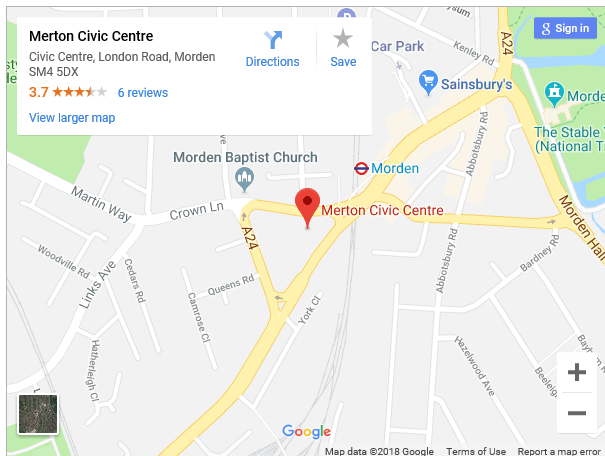 Merton Civic Centre
Civic Centre, London Road, Morden
SM4 5DX
3.7
6 reviews
View larger map
Directions
Save
Sign in
Car Park
Kenley Rd
A24
Sainsbury's
Abbotsbury Rd
The Stable
(National
Morden Baptist Church
Morden
Martin Way
Crown Ln
Merton Civic Centre
Morden Hall
A24
Woodville Rd
Links Ave
Cedars Rd
Queens Rd
Camrose Cl
York Cl
Abbotsbury Rd
Bardney Rd
Hatherleigh Cl
Hazelwood Ave
Google
Map data ©2018 Google
Terms of Use
Report a map error